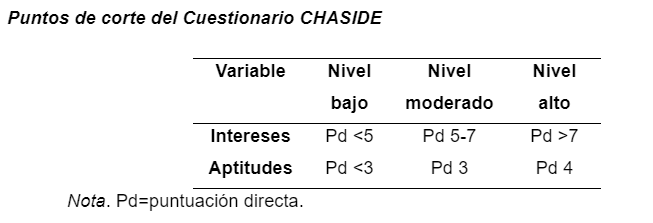 Puntos de corte del Cuestionario CHASIDE
Variable Nivel bajo Nivel moderado Nivel alto
Intereses Pd <5 Pd 5-7 Pd >7
Aptitudes Pd <3 Pd 3 Pd 4
Nota. Pd=puntuación directa.